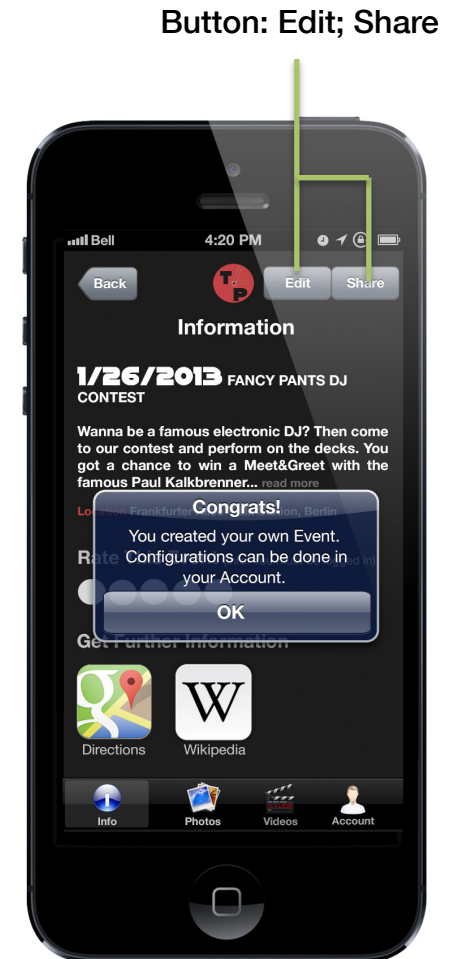 Button: Edit; Share
Bell 4:20 PM
Back TP Edit Share
Information
1/26/2013 FANCY PANTS DJ
CONTEST
Wanna be a famous electronic DJ? Then come
to our contest and perform on the decks. You
got a chance to win a Meet&Greet with the
famous Paul Kalkbrenner... read more
Congrats!
Location Frankfurter , Berlin
You created your own Event.
Configurations can be done in
your Account.
OK
Get Further Information
W
Directions Wikipedia
Info Photos Videos Account